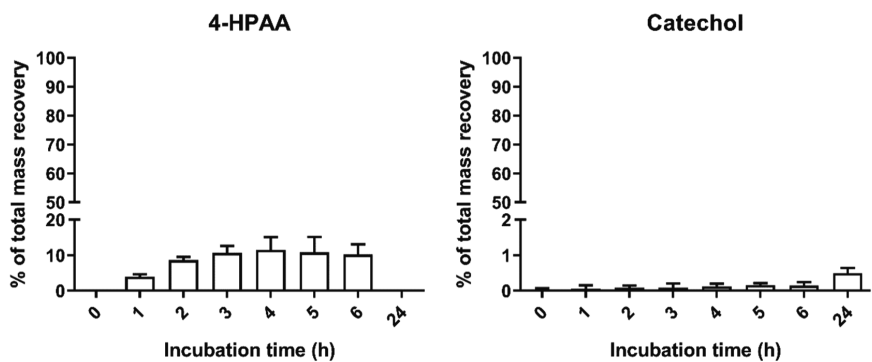 4-HPAA
% of total mass recovery
100
90
80
70
60
50
20
10
0
0 1 2 3 4 5 6 24
Incubation time (h)
Catechol
% of total mass recovery
100
90
80
70
60
50
2
1
0
0 1 2 3 4 5 6 24
Incubation time (h)